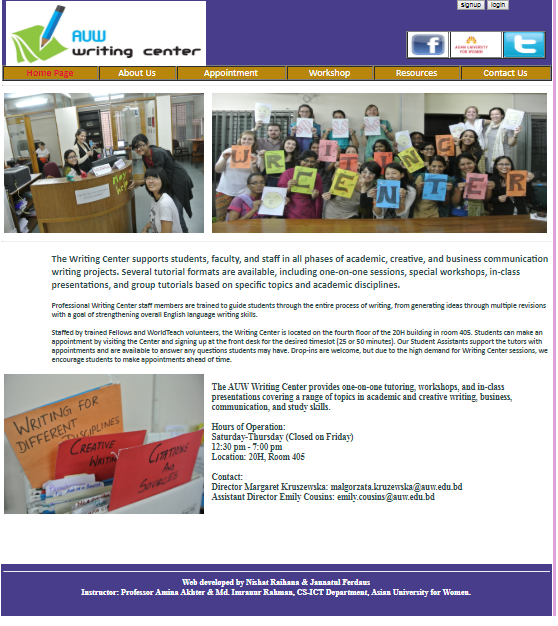 signup login
AUW
writing center
ASIAN UNIVERSITY
FOR WOMEN
Home Page About Us Appointment Workshop Resources Contact Us
WRITING
CENTER
The Writing Center supports students, faculty, and staff in all phases of academic, creative, and business communication
writing projects. Several tutorial formats are available, including one-on-one sessions, special workshops, in-class
presentations, and group tutorials based on specific topics and academic disciplines.
Professional Writing Center staff members are trained to guide students through the entire process of writing, from generating ideas through multiple revisions
with a goal of strengthening overall English language writing skills.
Staffed by trained Fellows and WorldTeach volunteers, the Writing Center is located on the fourth floor of the 20H building in room 405. Students can make an
appointment by visiting the Center and signing up at the front desk for the desired timeslot (25 or 50 minutes). Our Student Assistants support the tutors with
appointments and are available to answer any questions students may have. Drop-ins are welcome, but due to the high demand for Writing Center sessions, we
encourage students to make appointments ahead of time.
WRITING FOR
DIFFERENT
DISCIPLINES
CREATIVE
WRITING
CITATIONS
AND
SOURCES
The AUW Writing Center provides one-on-one tutoring, workshops, and in-class
presentations covering a range of topics in academic and creative writing, business,
communication, and study skills.
Hours of Operation:
Saturday-Thursday (Closed on Friday)
12:30 pm - 7:00 pm
Location: 20H, Room 405
Contact:
Director Margaret Kruszewska: malgorzata.kruzewska@auw.edu.bd
Assistant Director Emily Cousins: emily.cousins@auw.edu.bd
Web developed by Nishat Raihana & Jannatul Ferdaus
Instructor: Professor Amina Akhter & Md. Imranur Rahman, CS-ICT Department, Asian University for Women.